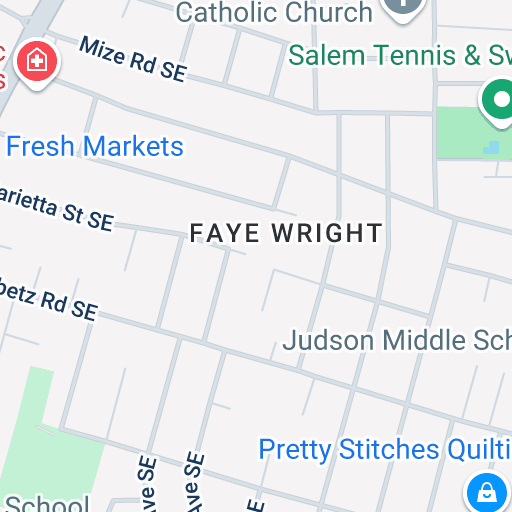 Catholic Church
Mize Rd SE
Salem Tennis & Sw
Fresh Markets
arietta St SE
FAYE WRIGHT
betz Rd SE
Judson Middle Sch
Pretty Stitches Quilti
Ave SE
Ave SE
SE
School